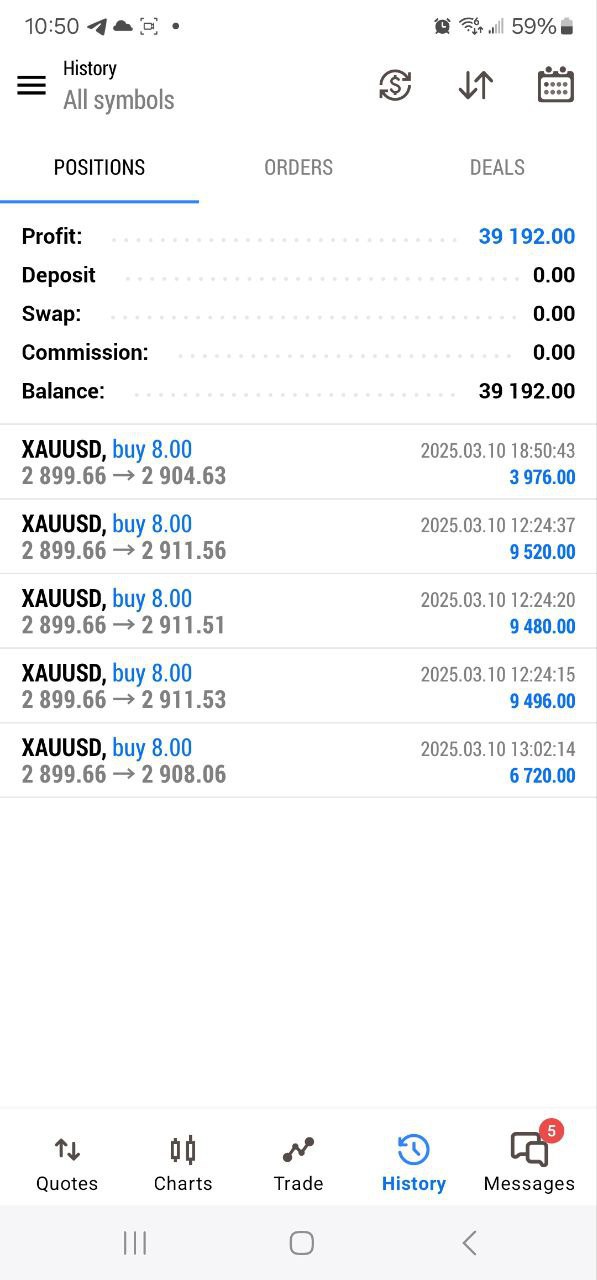 10:50 59%
History
All symbols
POSITIONS ORDERS DEALS
Profit: 39 192.00
Deposit 0.00
Swap: 0.00
Commission: 0.00
Balance: 39 192.00
XAUUSD, buy 8.00 2025.03.10 18:50:43
2 899.66 → 2 904.63 3 976.00
XAUUSD, buy 8.00 2025.03.10 12:24:37
2 899.66 → 2 911.56 9 520.00
XAUUSD, buy 8.00 2025.03.10 12:24:20
2 899.66 → 2 911.51 9 480.00
XAUUSD, buy 8.00 2025.03.10 12:24:15
2 899.66 → 2 911.53 9 496.00
XAUUSD, buy 8.00 2025.03.10 13:02:14
2 899.66 → 2 908.06 6 720.00
5
Quotes Charts Trade History Messages